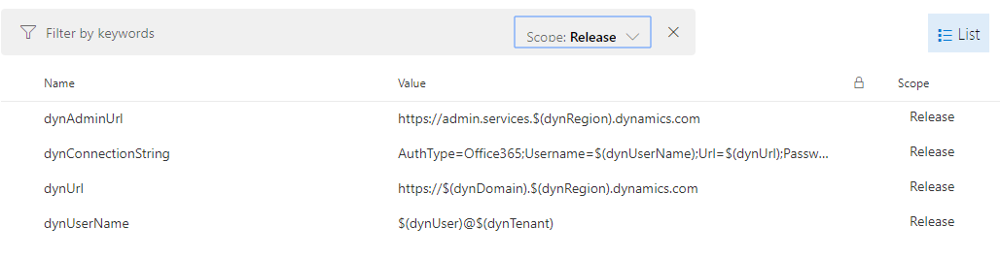 Filter by keywords Scope: Release List
Name Value Scope
dynAdminUrl https://admin.services.$(dynRegion).dynamics.com Release
dynConnectionString AuthType=Office365;Username=$(dynUserName);Url=$(dynUrl);Passw... Release
dynUrl https://$(dynDomain).$(dynRegion).dynamics.com Release
dynUserName $(dynUser)@$(dynTenant) Release